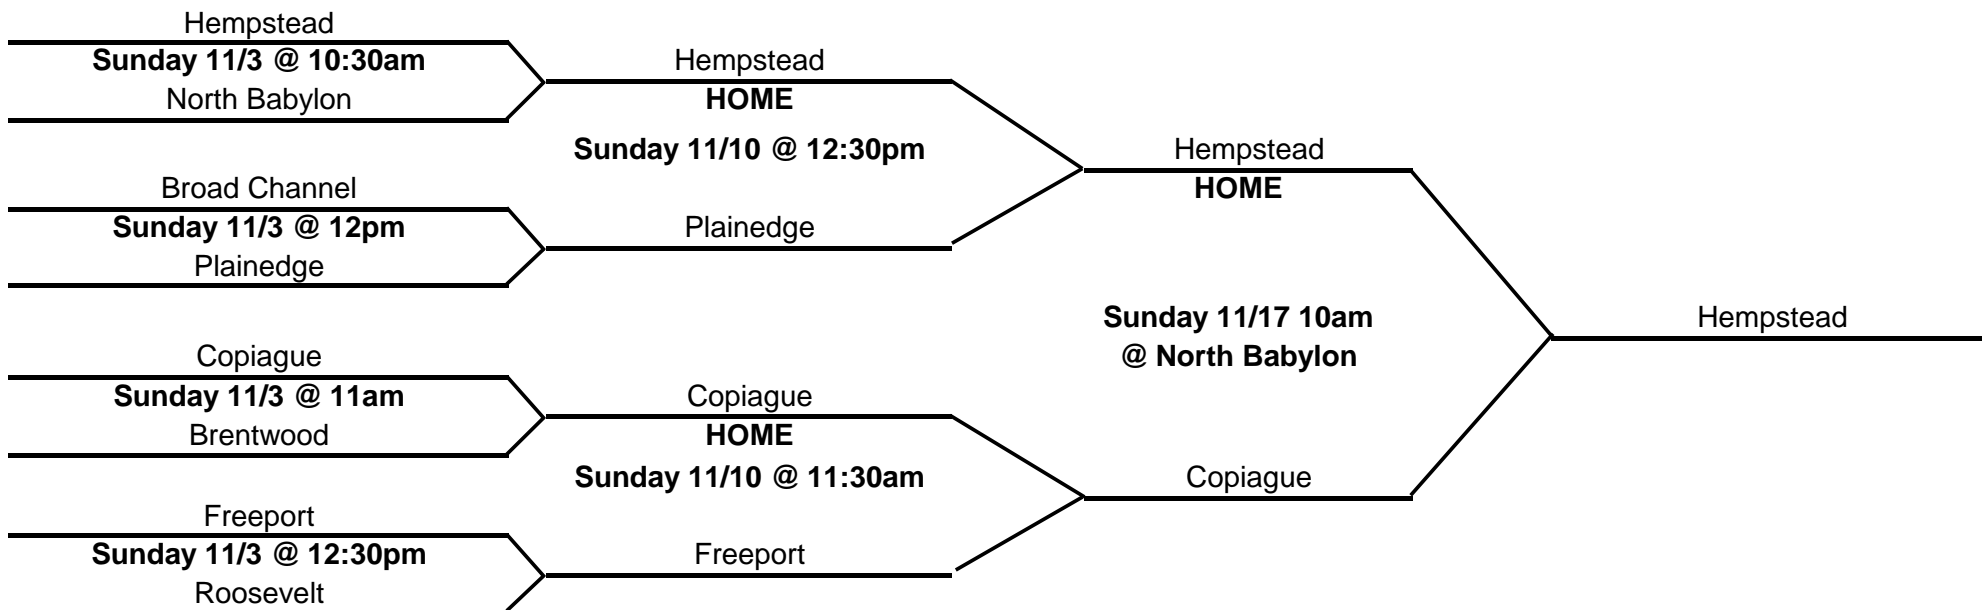 Hempstead
Sunday 11/3 @ 10:30am
North Babylon
Broad Channel
Sunday 11/3 @ 12pm
Plainedge
Copiague
Sunday 11/3 @ 11am
Brentwood
Freeport
Sunday 11/3 @ 12:30pm
Roosevelt
Hempstead
HOME
Sunday 11/10 @ 12:30pm
Plainedge
Copiague
HOME
Sunday 11/10 @ 11:30am
Freeport
Hempstead
HOME
Sunday 11/17 10am
@ North Babylon
Copiague
Hempstead